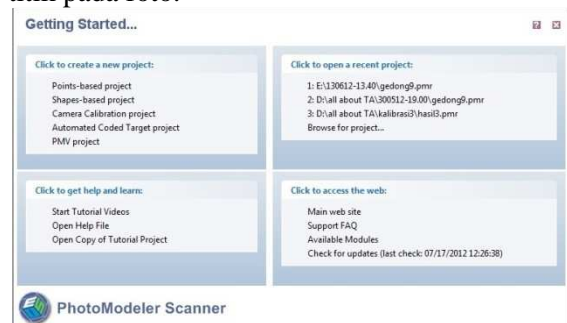 Getting Started...
Click to create a new project:
Points-based project
Shapes-based project
Camera Calibration project
Automated Coded Target project
PMV project
Click to open a recent project:
1: E:\130612-13.40\gedong9.pmr
2: D:\all about TA\300512-19.00\gedong9.pmr
3: D:\all about TA\kalibrasi3\hasil3.pmr
Browse for project...
Click to get help and learn:
Start Tutorial Videos
Open Help File
Open Copy of Tutorial Project
Click to access the web:
Main web site
Support FAQ
Available Modules
Check for updates (last check: 07/17/2012 12:26:38)
PhotoModeler Scanner